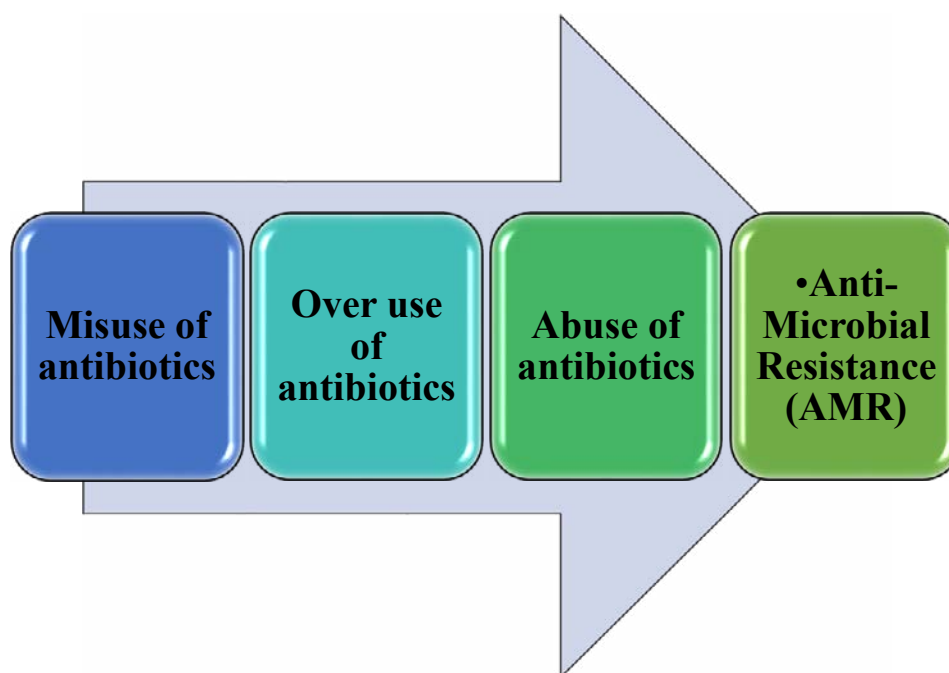 Misuse of
antibiotics
Over use
of
antibiotics
Abuse of
antibiotics
•Anti-
Microbial
Resistance
(AMR)